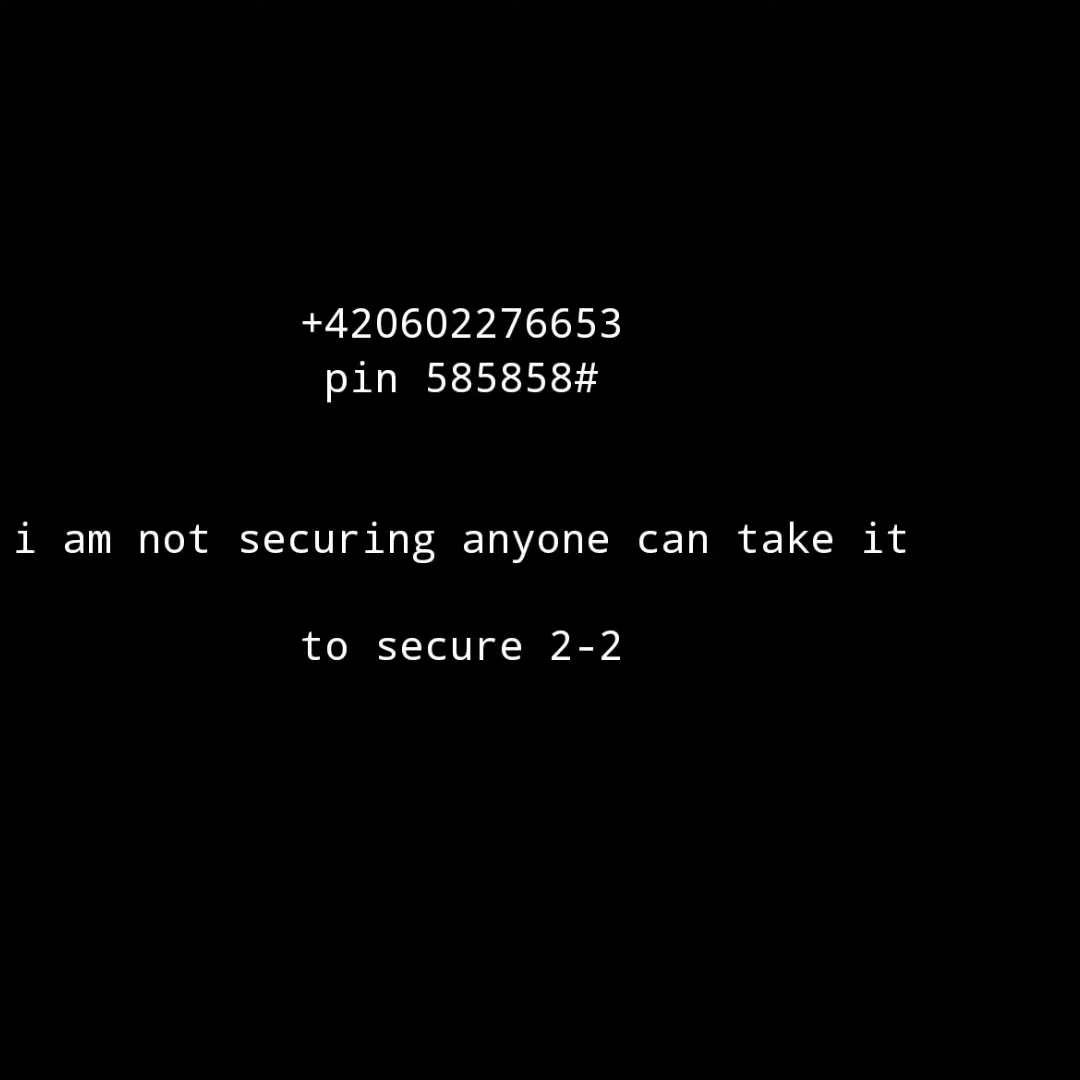 +420602276653
pin 585858#
i am not securing anyone can take it
to secure 2-2